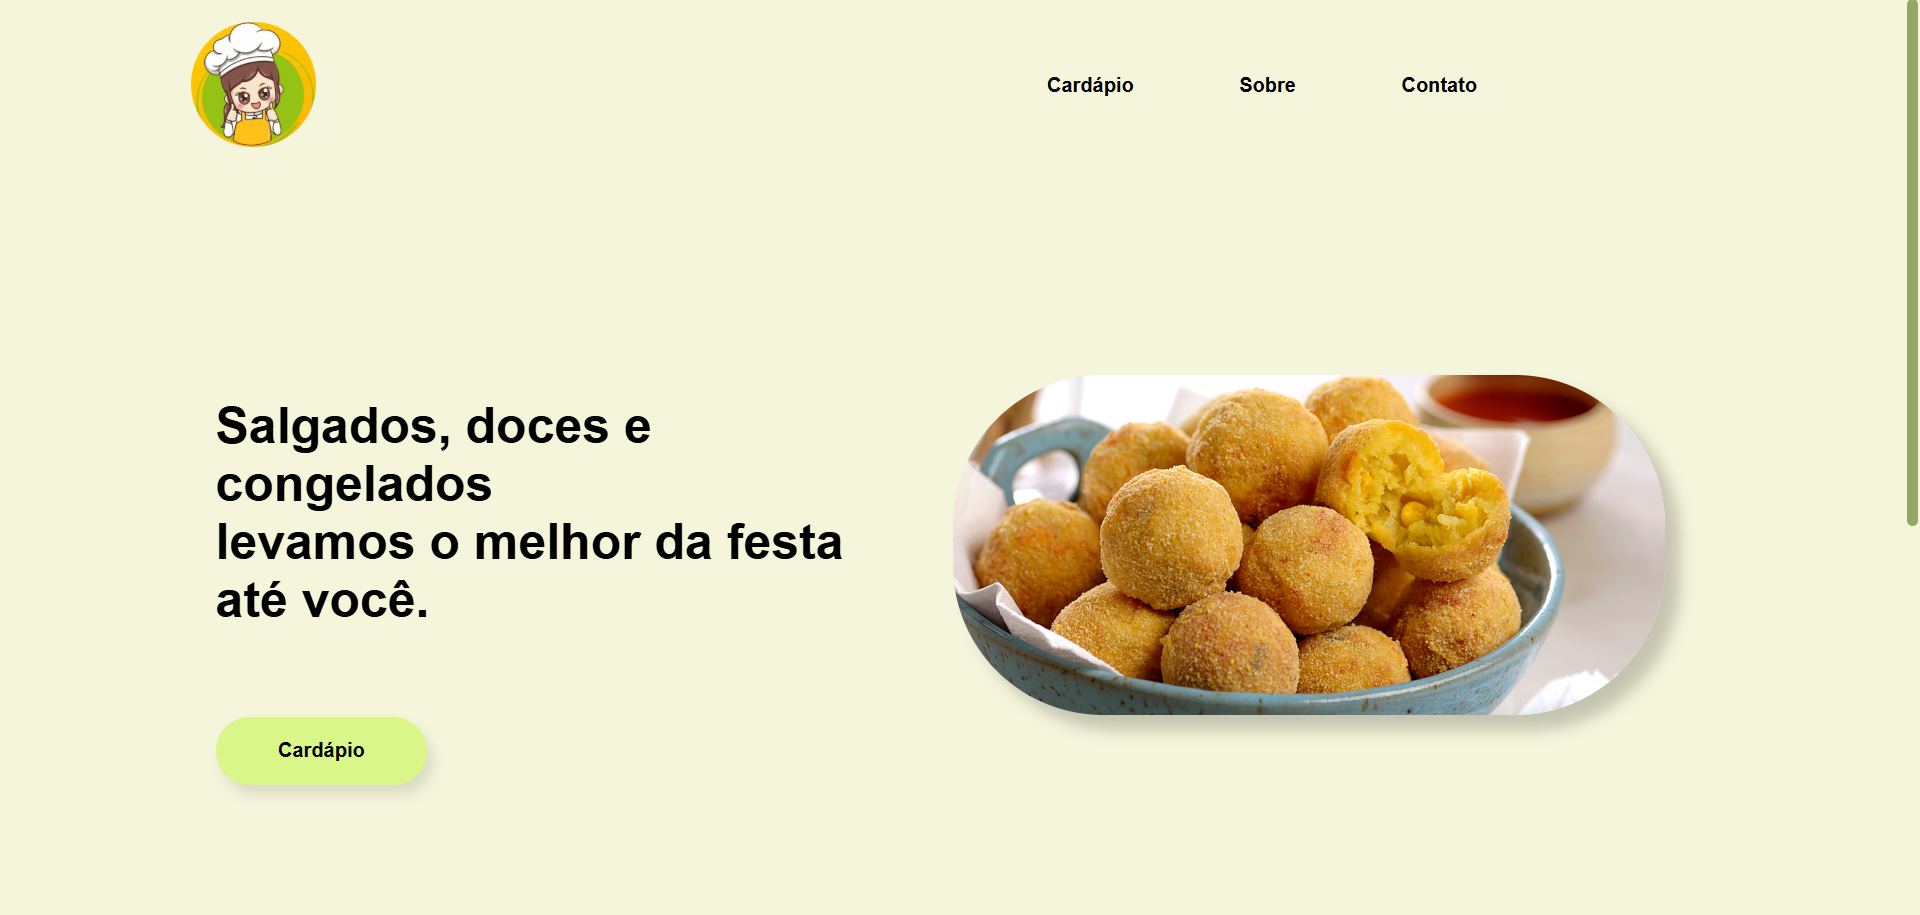 Cardápio
Sobre
Contato
Salgados, doces e
congelados
levamos o melhor da festa
até você.
Cardápio